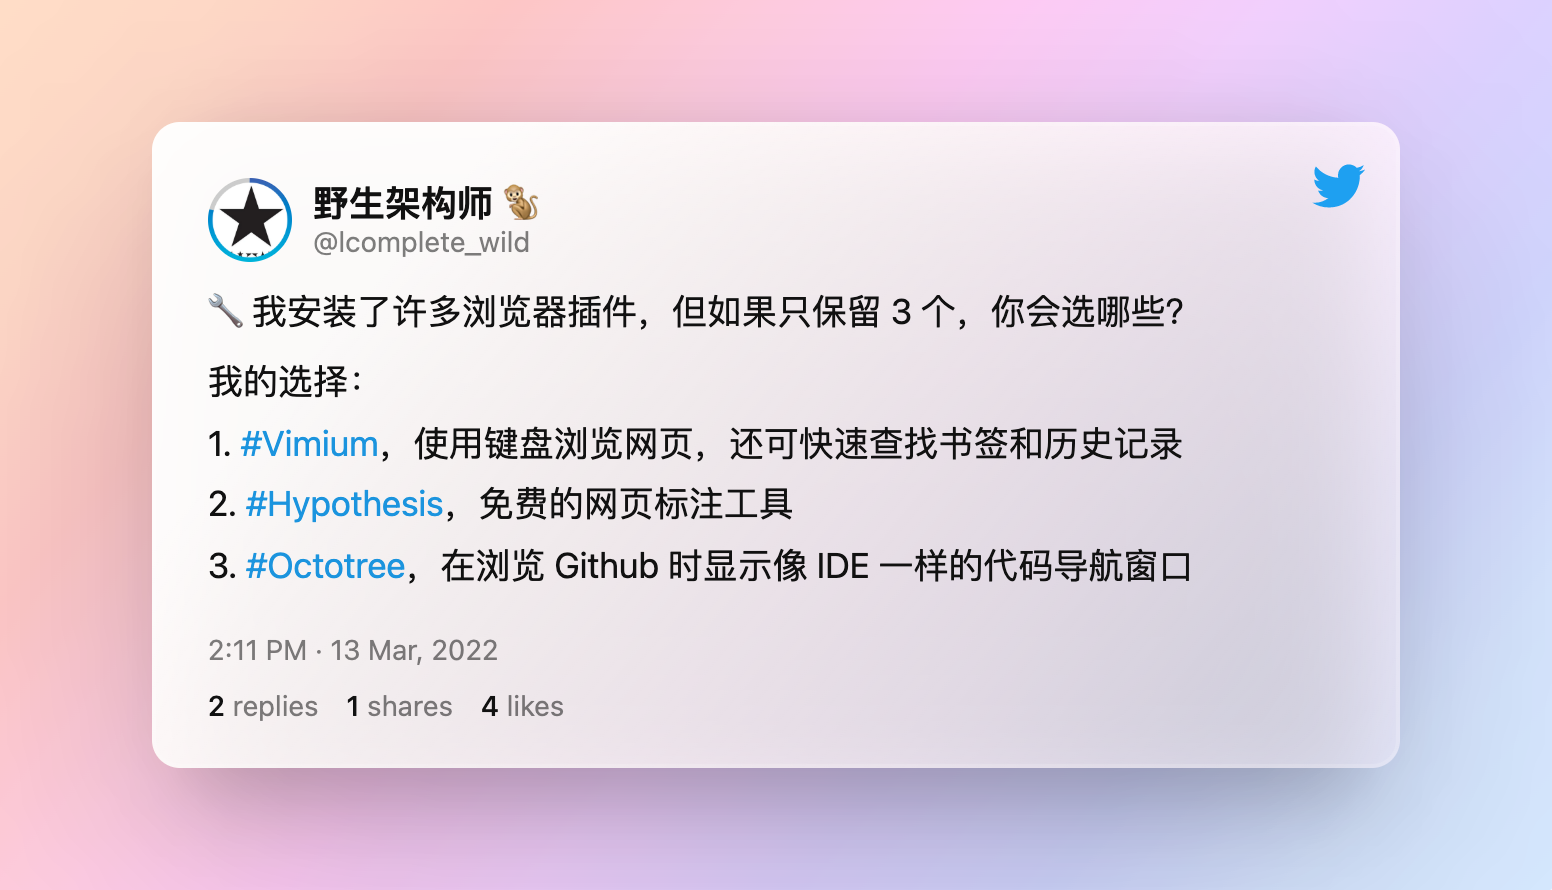 野生架构师 🐒
@lcomplete_wild
🔧 我安装了许多浏览器插件，但如果只保留 3 个，你会选哪些?
我的选择：
1. #Vimium，使用键盘浏览网页，还可快速查找书签和历史记录
2. #Hypothesis，免费的网页标注工具
3. #Octotree，在浏览 Github 时显示像 IDE 一样的代码导航窗口
2:11 PM · 13 Mar, 2022
2 replies 1 shares 4 likes